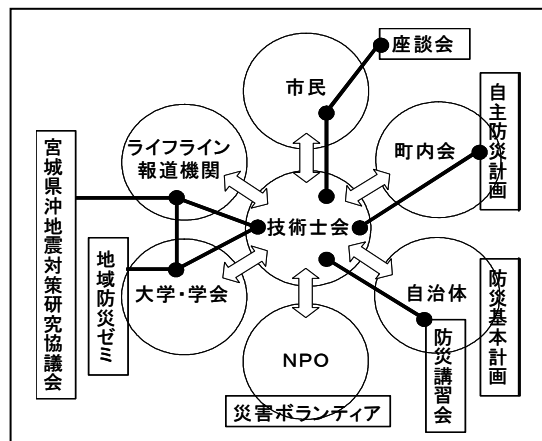 座談会
市民
自主防災計画
町内会
ライフライン
報道機関
宮城県沖地震対策研究協議会
技術士会
地域防災ゼミ
大学・学会
自治体
防災基本計画
防災講習会
NPO
災害ボランティア